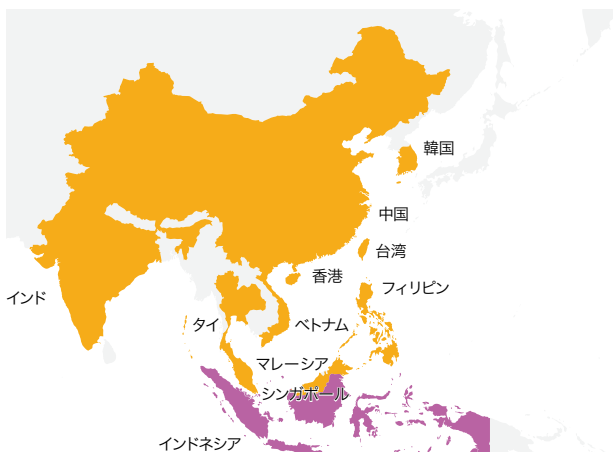 韓国
中国
台湾
香港
フィリピン
インド
タイ
ベトナム
マレーシア
シンガポール
インドネシア